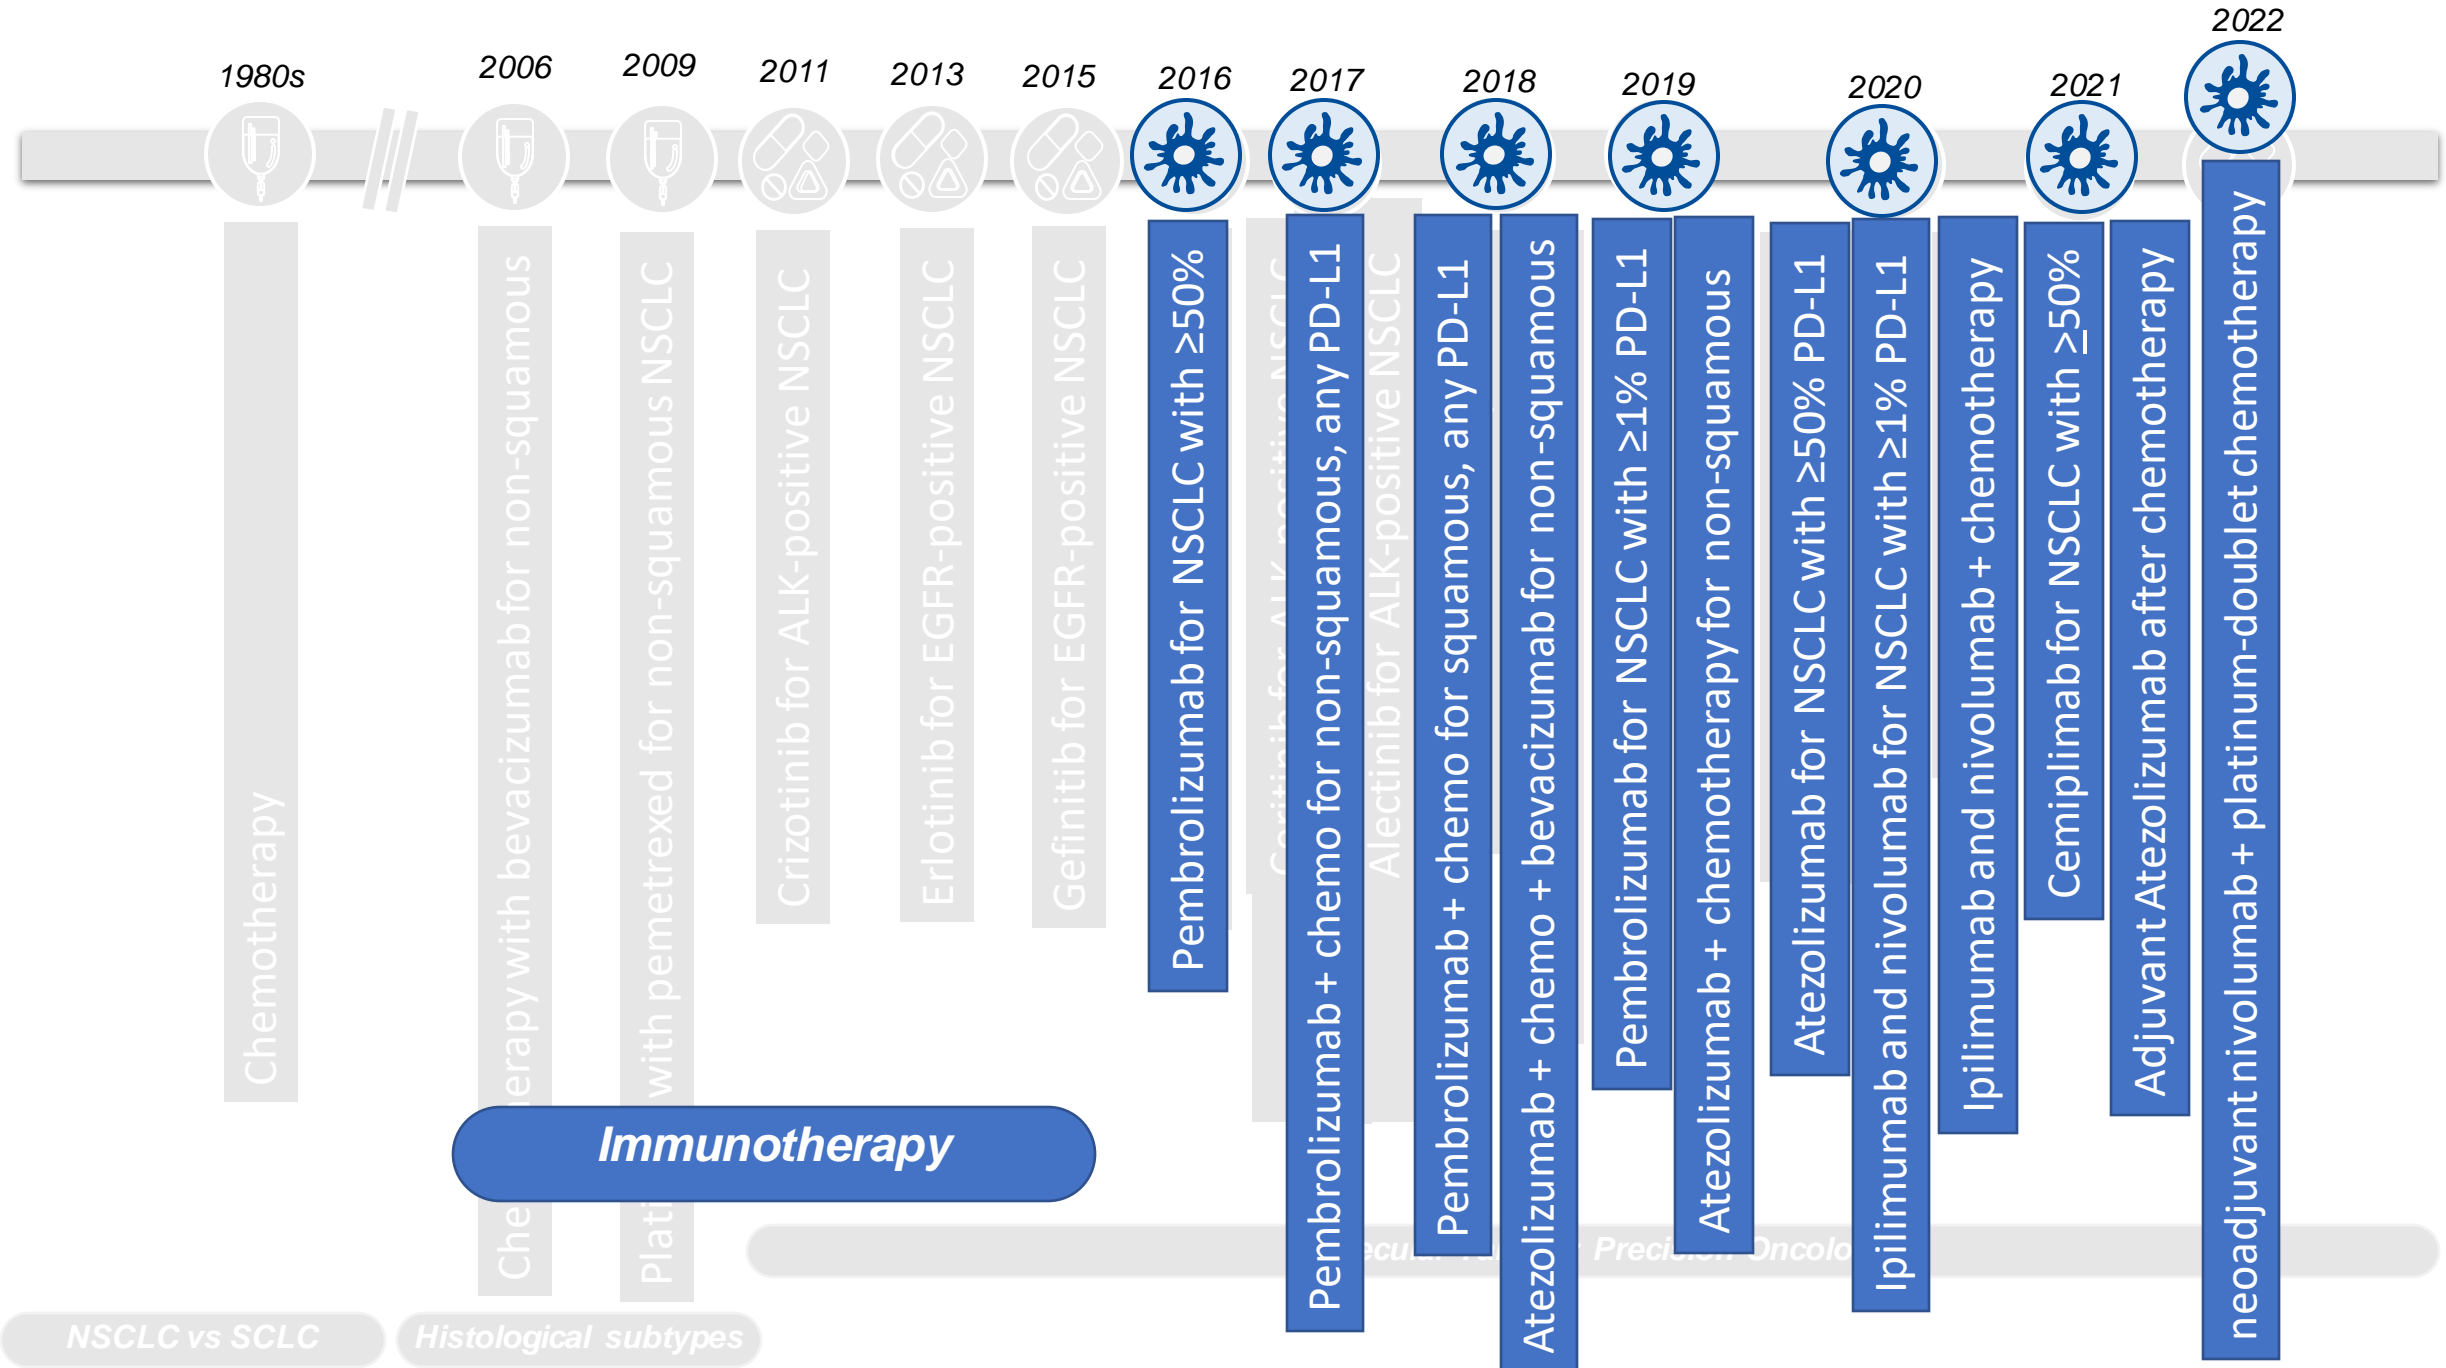 1980s
2006
2009
2011
2013
2015
2016
2017
2018
2019
2020
2021
2022
Chemotherapy
Che erapy with bevacizumab for non-squamous
Plati with pemetrexed for non-squamous NSCLC
Crizotinib for ALK-positive NSCLC
Erlotinib for EGFR-positive NSCLC
Gefinitib for EGFR-positive NSCLC
Pembrolizumab for NSCLC with ≥50%
Pembrolizumab + chemo for non-squamous, any PD-L1
Alectinib for ALK-positive NSCLC
Pembrolizumab + chemo for squamous, any PD-L1
Atezolizumab + chemo + bevacizumab for non-squamous
Pembrolizumab for NSCLC with ≥1% PD-L1
Atezolizumab + chemotherapy for non-squamous
Atezolizumab for NSCLC with ≥50% PD-L1
Ipilimumab and nivolumab for NSCLC with ≥1% PD-L1
Ipilimumab and nivolumab + chemotherapy
Cemiplimab for NSCLC with >50%
Adjuvant Atezolizumab after chemotherapy
neoadjuvant nivolumab + platinum-doublet chemotherapy
Immunotherapy
NSCLC vs SCLC
Histological subtypes